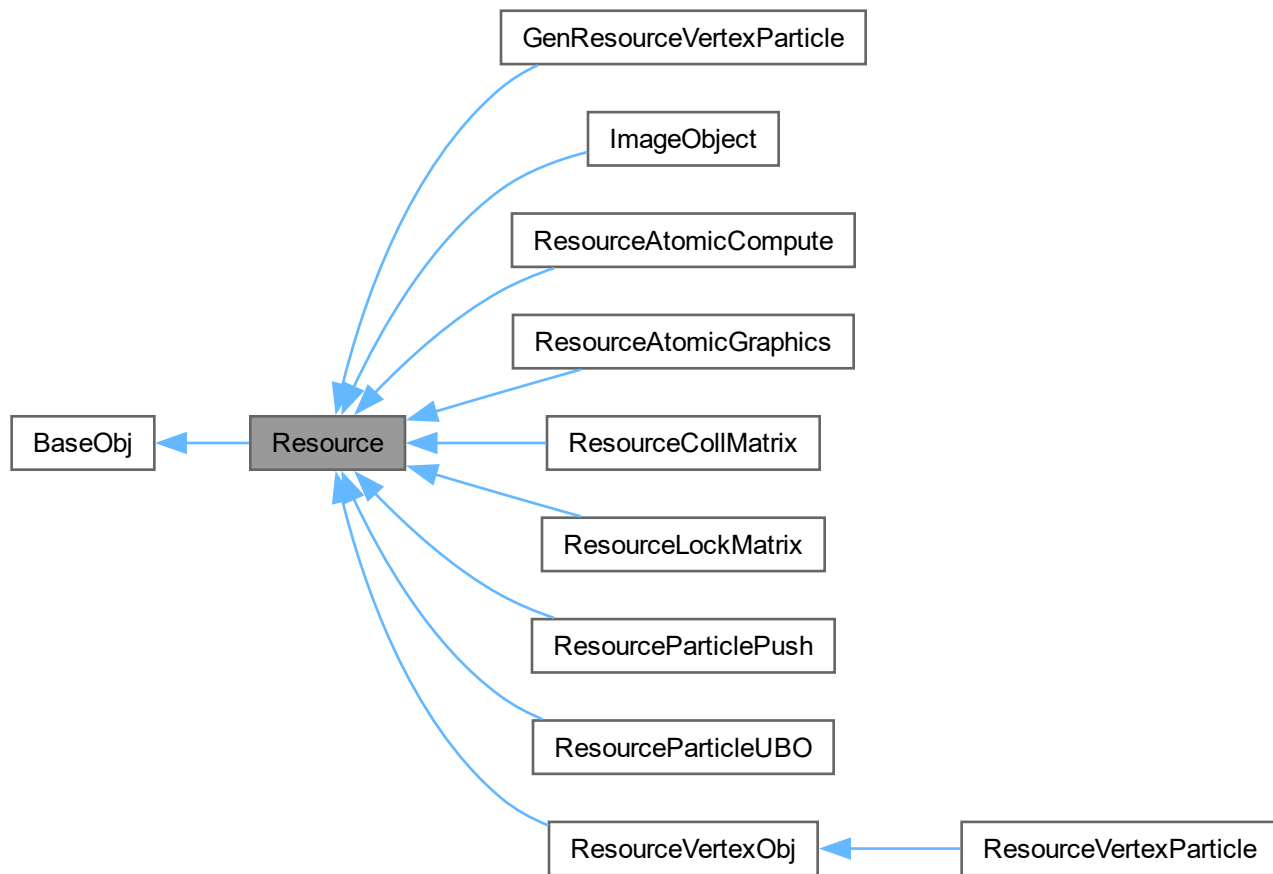 GenResourceVertexParticle
ImageObject
ResourceAtomicCompute
ResourceAtomicGraphics
BaseObj
Resource
ResourceCollMatrix
ResourceLockMatrix
ResourceParticlePush
ResourceParticleUBO
ResourceVertexObj
ResourceVertexParticle